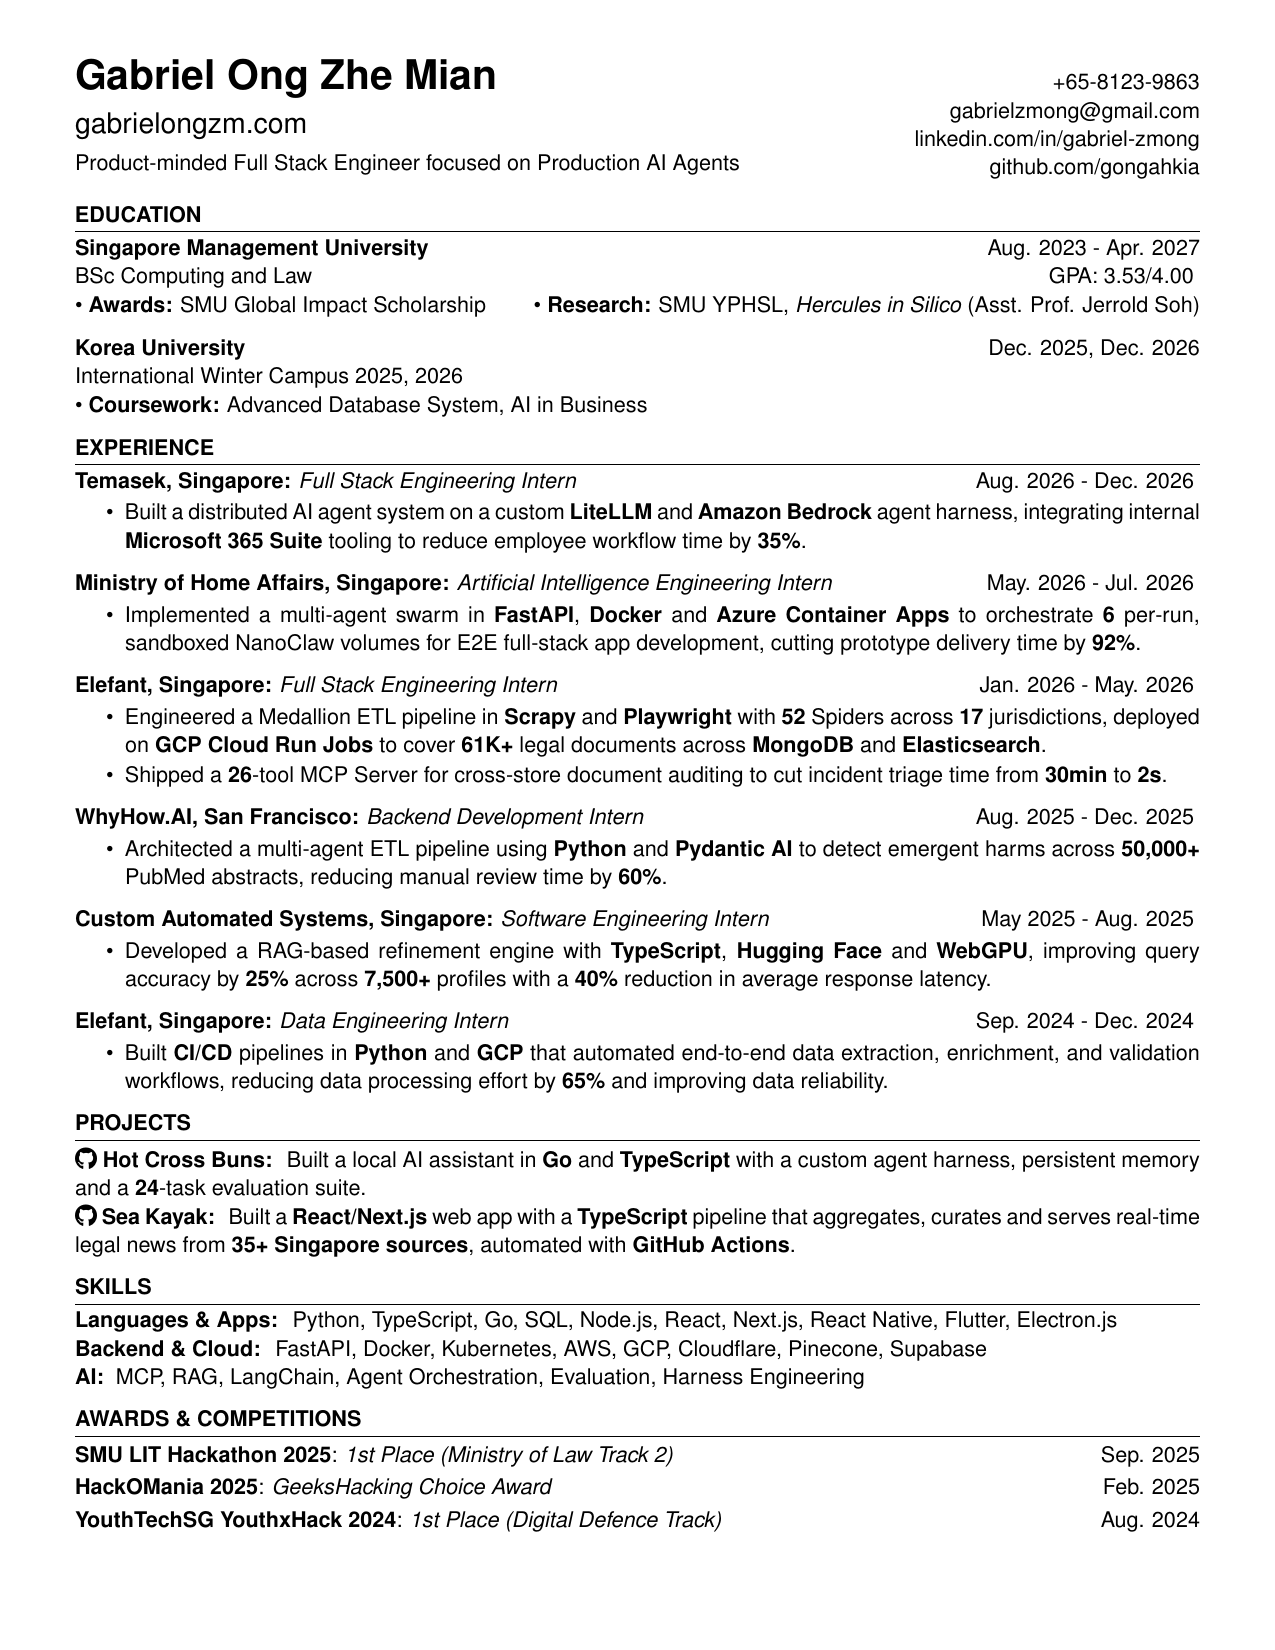 Gabriel Ong Zhe Mian
gabrielongzm.com
Product-minded Full Stack Engineer focused on Production AI Agents
+65-8123-9863
gabrielzmong@gmail.com
linkedin.com/in/gabriel-zmong
github.com/gongahkia
EDUCATION
Singapore Management University Aug. 2023 - Apr. 2027
BSc Computing and Law GPA: 3.53/4.00
• Awards: SMU Global Impact Scholarship • Research: SMU YPHSL, Hercules in Silico (Asst. Prof. Jerrold Soh)
Korea University Dec. 2025, Dec. 2026
International Winter Campus 2025, 2026
• Coursework: Advanced Database System, AI in Business
EXPERIENCE
Temasek, Singapore: Full Stack Engineering Intern Aug. 2026 - Dec. 2026
• Built a distributed AI agent system on a custom LiteLLM and Amazon Bedrock agent harness, integrating internal
Microsoft 365 Suite tooling to reduce employee workflow time by 35%.
Ministry of Home Affairs, Singapore: Artificial Intelligence Engineering Intern May. 2026 - Jul. 2026
• Implemented a multi-agent swarm in FastAPI, Docker and Azure Container Apps to orchestrate 6 per-run,
sandboxed NanoClaw volumes for E2E full-stack app development, cutting prototype delivery time by 92%.
Elefant, Singapore: Full Stack Engineering Intern Jan. 2026 - May. 2026
• Engineered a Medallion ETL pipeline in Scrapy and Playwright with 52 Spiders across 17 jurisdictions, deployed
on GCP Cloud Run Jobs to cover 61K+ legal documents across MongoDB and Elasticsearch.
• Shipped a 26-tool MCP Server for cross-store document auditing to cut incident triage time from 30min to 2s.
WhyHow.AI, San Francisco: Backend Development Intern Aug. 2025 - Dec. 2025
• Architected a multi-agent ETL pipeline using Python and Pydantic AI to detect emergent harms across 50,000+
PubMed abstracts, reducing manual review time by 60%.
Custom Automated Systems, Singapore: Software Engineering Intern May 2025 - Aug. 2025
• Developed a RAG-based refinement engine with TypeScript, Hugging Face and WebGPU, improving query
accuracy by 25% across 7,500+ profiles with a 40% reduction in average response latency.
Elefant, Singapore: Data Engineering Intern Sep. 2024 - Dec. 2024
• Built CI/CD pipelines in Python and GCP that automated end-to-end data extraction, enrichment, and validation
workflows, reducing data processing effort by 65% and improving data reliability.
PROJECTS
Hot Cross Buns: Built a local AI assistant in Go and TypeScript with a custom agent harness, persistent memory
and a 24-task evaluation suite.
Sea Kayak: Built a React/Next.js web app with a TypeScript pipeline that aggregates, curates and serves real-time
legal news from 35+ Singapore sources, automated with GitHub Actions.
SKILLS
Languages & Apps: Python, TypeScript, Go, SQL, Node.js, React, Next.js, React Native, Flutter, Electron.js
Backend & Cloud: FastAPI, Docker, Kubernetes, AWS, GCP, Cloudflare, Pinecone, Supabase
AI: MCP, RAG, LangChain, Agent Orchestration, Evaluation, Harness Engineering
AWARDS & COMPETITIONS
SMU LIT Hackathon 2025: 1st Place (Ministry of Law Track 2) Sep. 2025
HackOMania 2025: GeeksHacking Choice Award Feb. 2025
YouthTechSG YouthxHack 2024: 1st Place (Digital Defence Track) Aug. 2024